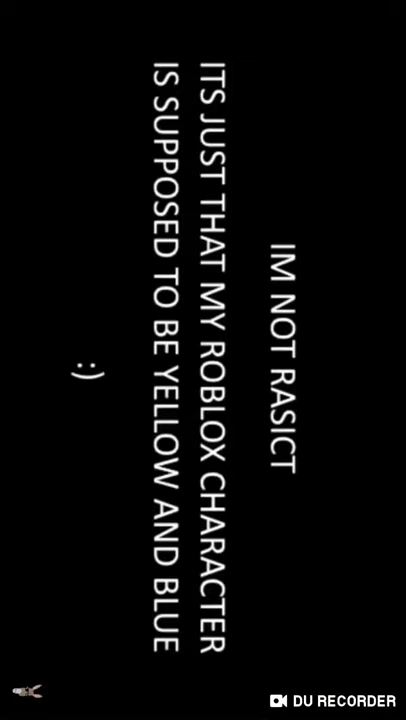 IM NOT RASICT
ITS JUST THAT MY ROBLOX CHARACTER
IS SUPPOSED TO BE YELLOW AND BLUE
:)
DU RECORDER